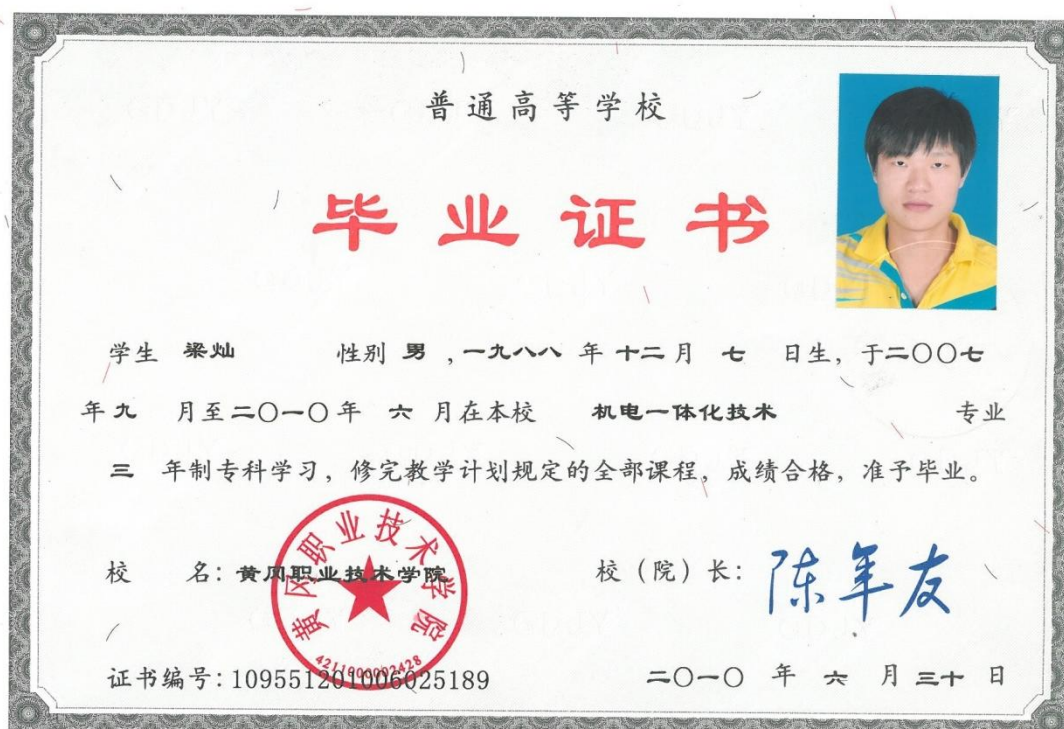 普通高等学校
毕业证书
学生 梁灿 性别 男 ,一九八八 年 十二 月 七 日生, 于二〇〇七
年 九 月至 二〇一〇 年 六 月在本校 机电一体化技术 专业
三 年制专科学习, 修完教学计划规定的全部课程, 成绩合格, 准予毕业。
黄冈职业技术学院
4211000002428
校 名: 黄冈职业技术学院 校（院）长: 陈年友
证书编号: 109551201006025189 二〇一〇 年 六 月 三十 日